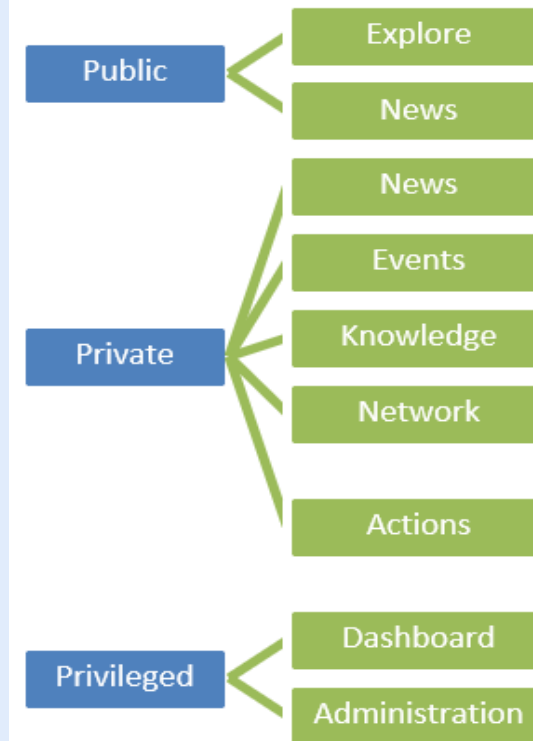 Public
Explore
News
Private
News
Events
Knowledge
Network
Actions
Privileged
Dashboard
Administration